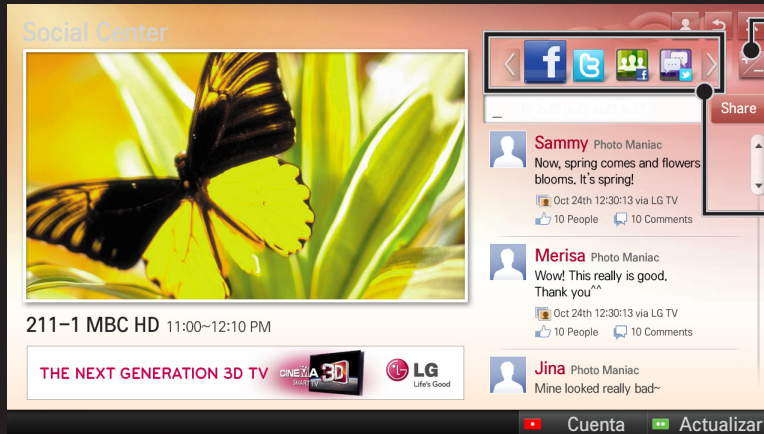 Social Center
Share
Sammy Photo Maniac
Now, spring comes and flowers
blooms. It's spring!
Oct 24th 12:30:13 via LG TV
10 People 10 Comments
Merisa Photo Maniac
Wow! This really is good.
Thank you^^
Oct 24th 12:30:13 via LG TV
10 People 10 Comments
Jina Photo Maniac
Mine looked really bad~
211-1 MBC HD 11:00~12:10 PM
THE NEXT GENERATION 3D TV CINEMA 3D SMART TV LG Life's Good
Cuenta Actualizar